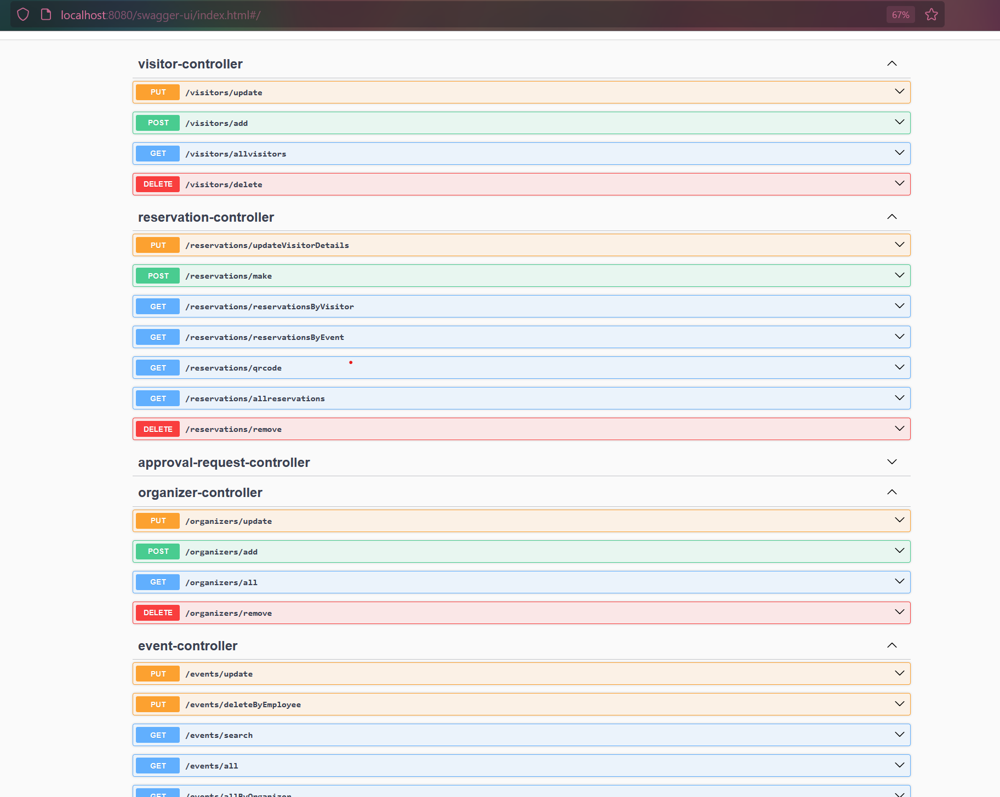 localhost:8080/swagger-ui/index.html#/
67%
visitor-controller
PUT /visitors/update
POST /visitors/add
GET /visitors/allvisitors
DELETE /visitors/delete
reservation-controller
PUT /reservations/updateVisitorDetails
POST /reservations/make
GET /reservations/reservationsByVisitor
GET /reservations/reservationsByEvent
GET /reservations/qrcode
GET /reservations/allreservations
DELETE /reservations/remove
approval-request-controller
organizer-controller
PUT /organizers/update
POST /organizers/add
GET /organizers/all
DELETE /organizers/remove
event-controller
PUT /events/update
PUT /events/deleteByEmployee
GET /events/search
GET /events/all
GET /events/allByOrganizer